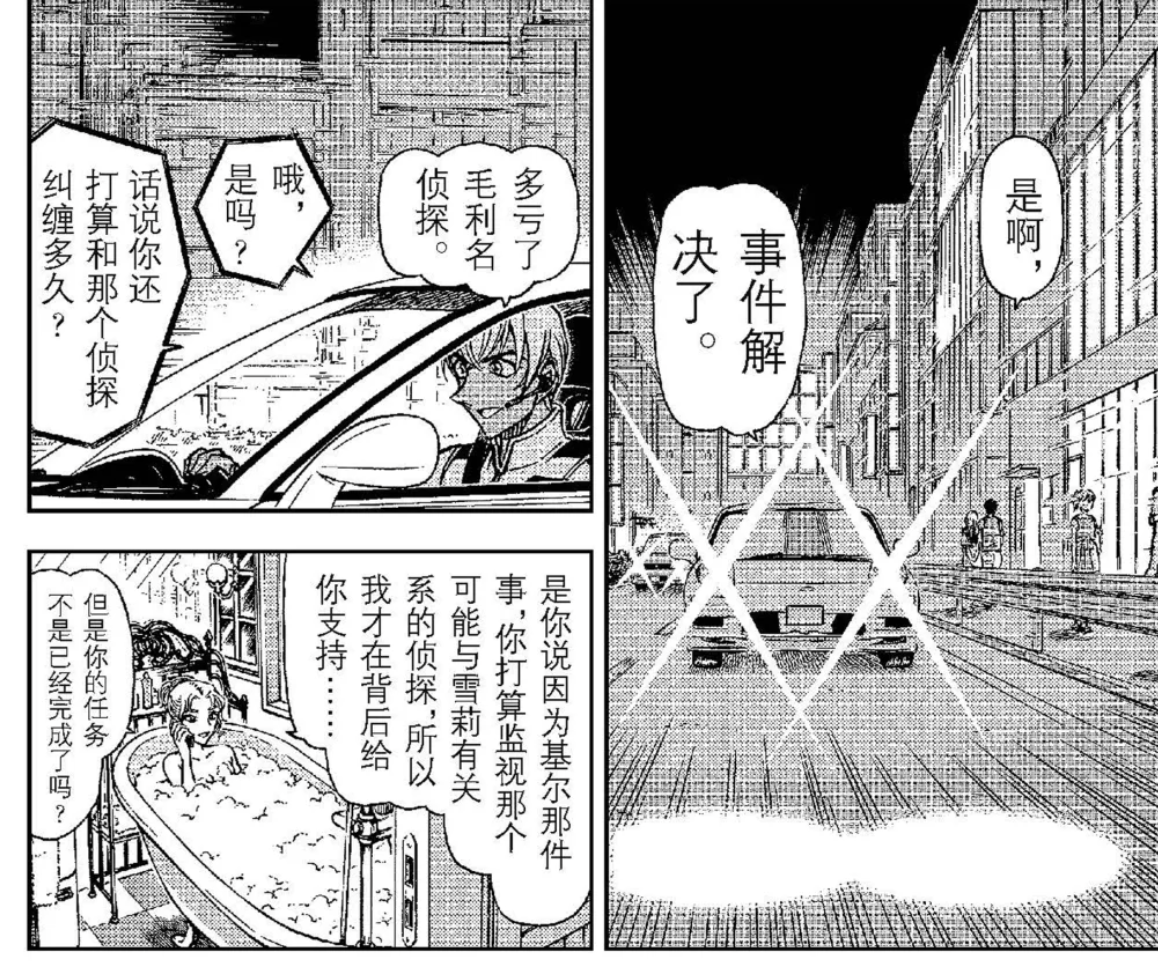 是啊，
事件解
决了。
多亏了
毛利名
侦探。
哦，
是吗？
话说你还
打算和那个侦探
纠缠多久？
是你说因为基尔那件
事，你打算监视那个
可能与雪莉有关
系的侦探，所以
我才在背后给
你支持……
但是你的任务
不是已经完成了吗？